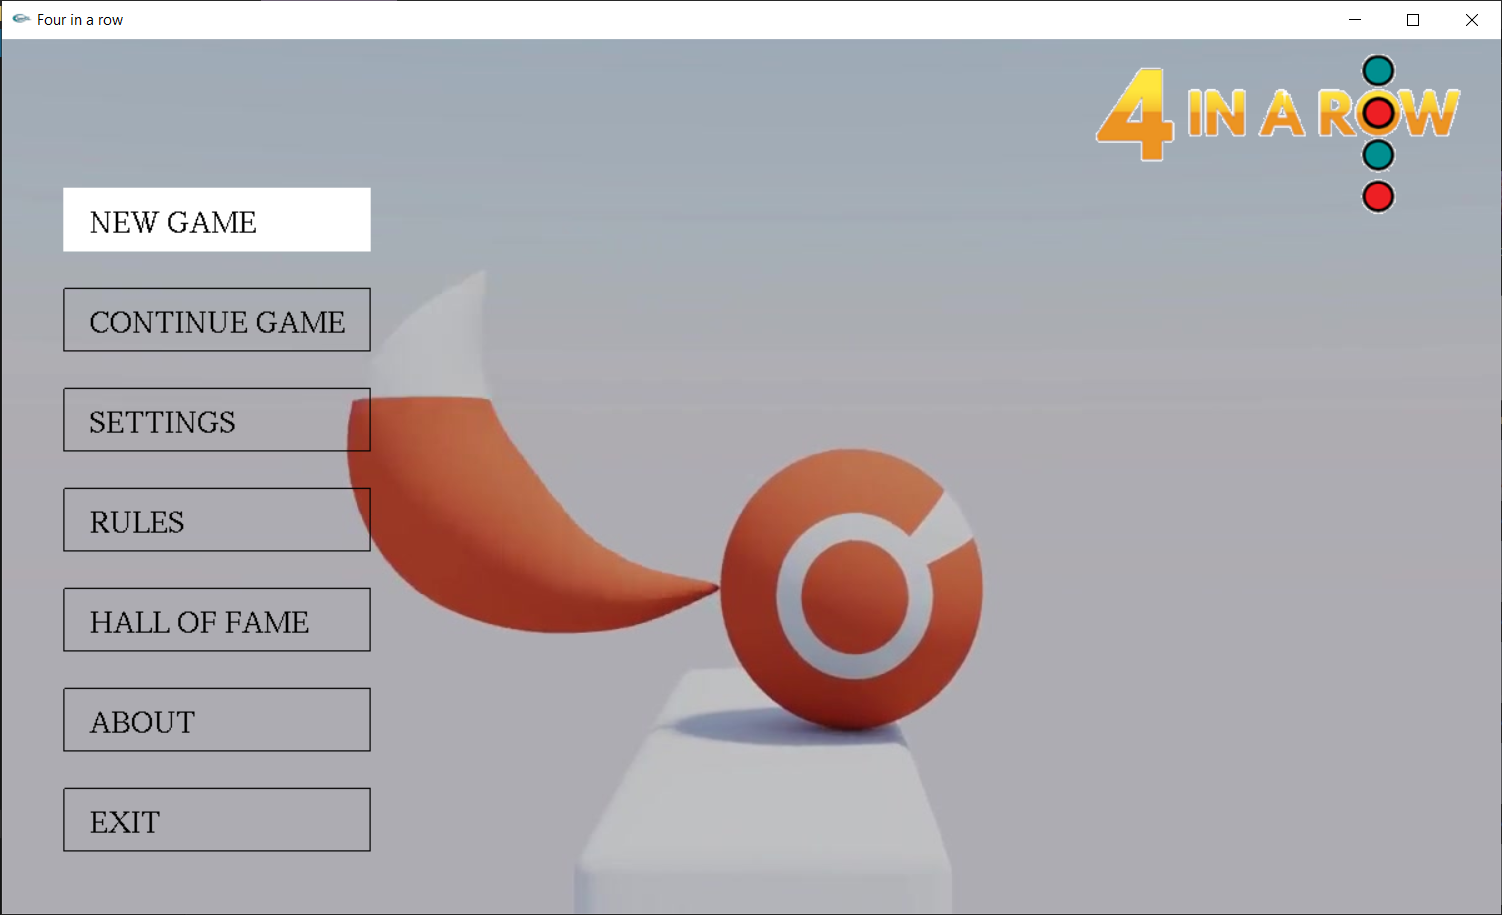 Four in a row
4 IN A ROW
NEW GAME
CONTINUE GAME
SETTINGS
RULES
HALL OF FAME
ABOUT
EXIT